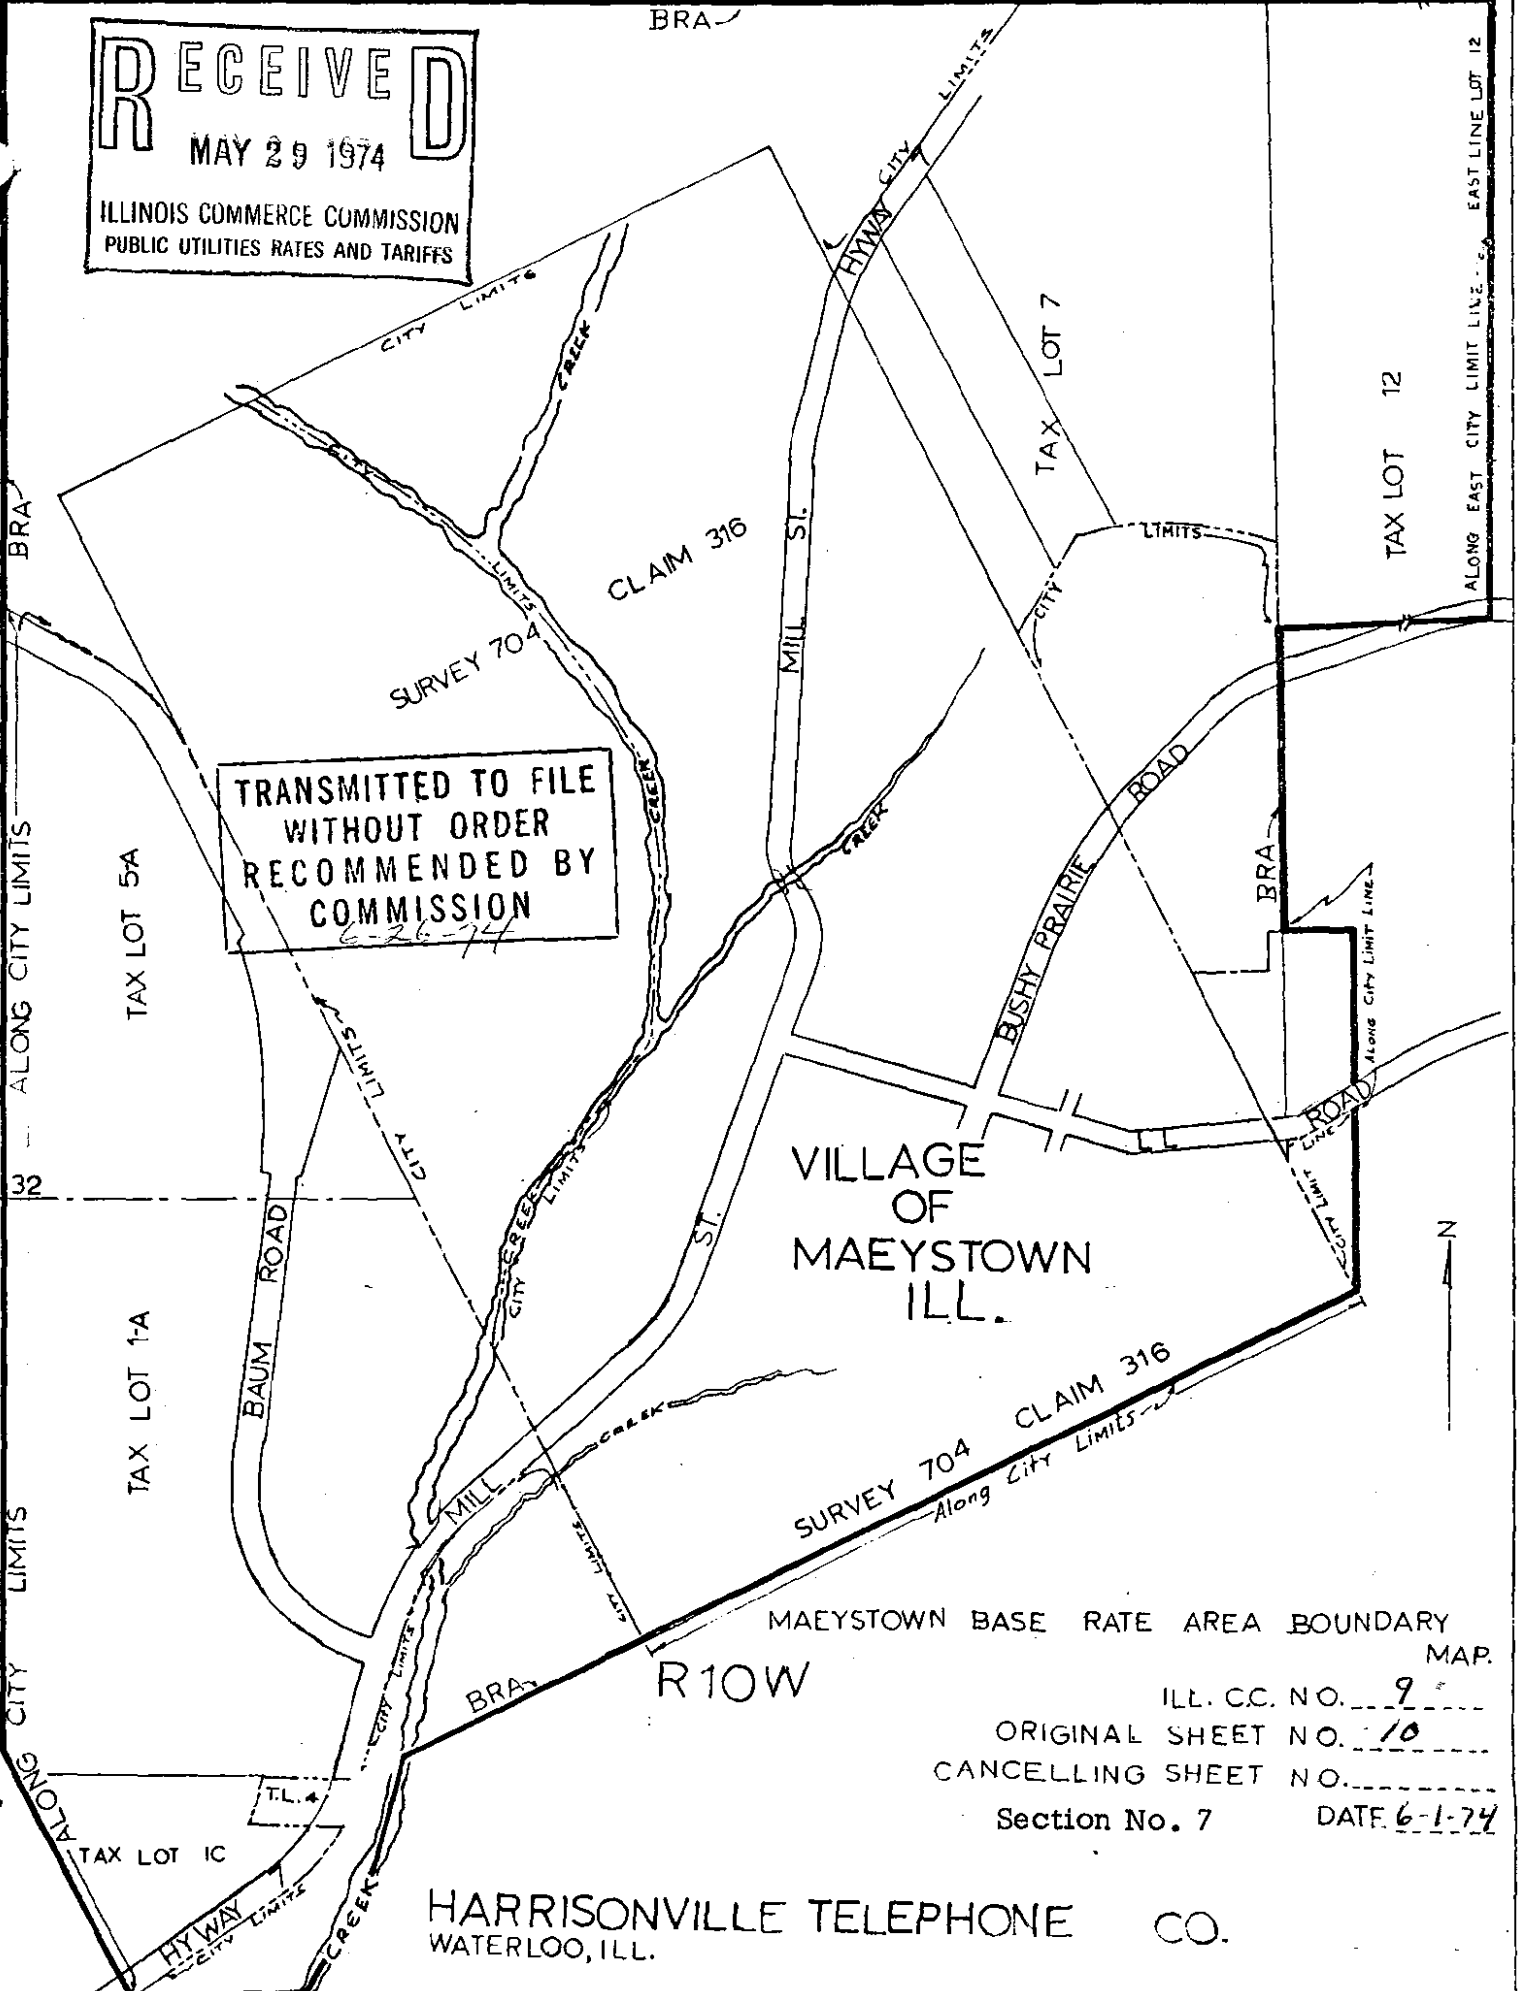 BRA
RECEIVED
MAY 29 1974
ILLINOIS COMMERCE COMMISSION
PUBLIC UTILITIES RATES AND TARIFFS
CITY LIMITS
CITY LIMITS
HYWAY
CREEK
CITY LIMITS
TAX LOT 7
TAX LOT 12
ALONG EAST CITY LIMIT LINE - EAST LINE LOT 12
BRA
CLAIM 316
SURVEY 704
MILL ST.
CITY LIMITS
CREEK
TRANSMITTED TO FILE
WITHOUT ORDER
RECOMMENDED BY
COMMISSION
6-26-74
CREEK
BUSHY PRAIRIE ROAD
BRA
ALONG CITY LIMIT LINE
ALONG CITY LIMITS
TAX LOT 5-A
CITY LIMITS
CREEK
CITY LIMITS
LL ROAD
CITY LIMIT LINE
CITY LIMIT
32
VILLAGE
OF
MAEYSTOWN
ILL.
N
BAUM ROAD
TAX LOT 1-A
MILL ST.
CREEK
SURVEY 704 CLAIM 316
Along City Limits
CITY LIMITS
CITY LIMITS
BRA
R10W
ALONG CITY LIMITS
T.L. 4
TAX LOT 1C
HYWAY
CITY LIMITS
CREEK
MAEYSTOWN BASE RATE AREA BOUNDARY
MAP.
ILL. C.C. NO. 9
ORIGINAL SHEET NO. 10
CANCELLING SHEET NO.
Section No. 7 DATE 6-1-74
HARRISONVILLE TELEPHONE CO.
WATERLOO, ILL.